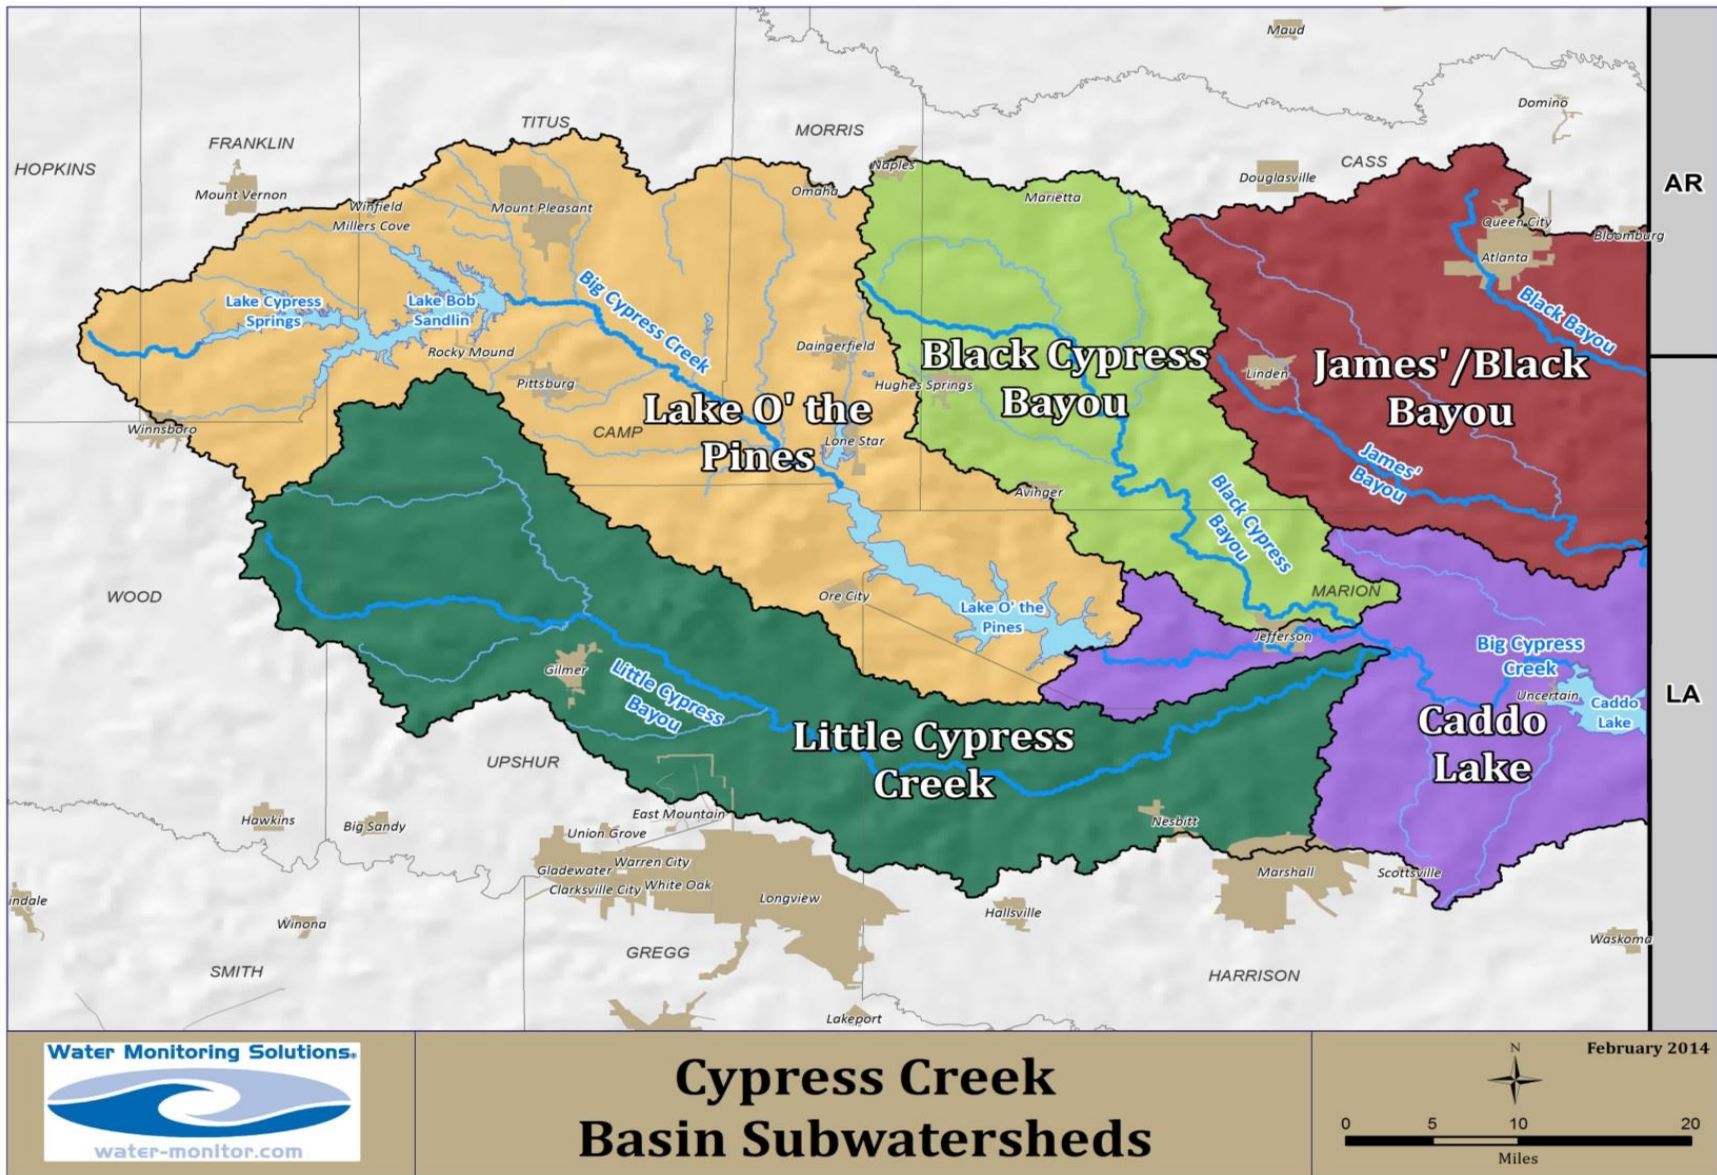 Maud
Domino
TITUS
MORRIS
FRANKLIN
CASS
HOPKINS
Naples
Douglasville
AR
Mount Vernon
Omaha
Marietta
Winfield
Mount Pleasant
Millers Cove
Queen City
Bloomburg
Atlanta
Big Cypress Creek
Black Bayou
Lake Cypress
Springs
Lake Bob
Sandlin
Rocky Mound
Daingerfield
Black Cypress
Bayou
James'/Black
Bayou
Linden
Pittsburg
Hughes Springs
Lake O' the
Pines
Winnsboro
CAMP
Lone Star
James'
Bayou
Avihger
Black Cypress
Bayou
WOOD
Ore City
MARION
Lake O' the
Pines
Jefferson
Big Cypress
Creek
Gilmer
Little Cypress
Bayou
Uncertain
Caddo
Lake
LA
Little Cypress
Creek
Caddo
Lake
UPSHUR
Hawkins
Big Sandy
East Mountain
Union Grove
Nesbitt
Gladewater
Warren City
Clarksville City
White Oak
Longview
Marshall
Scottsville
indale
Winona
Hallsville
Waskoma
GREGG
SMITH
HARRISON
Lakeport
Water Monitoring Solutions®
water-monitor.com
Cypress Creek
Basin Subwatersheds
N
February 2014
0 5 10 20
Miles